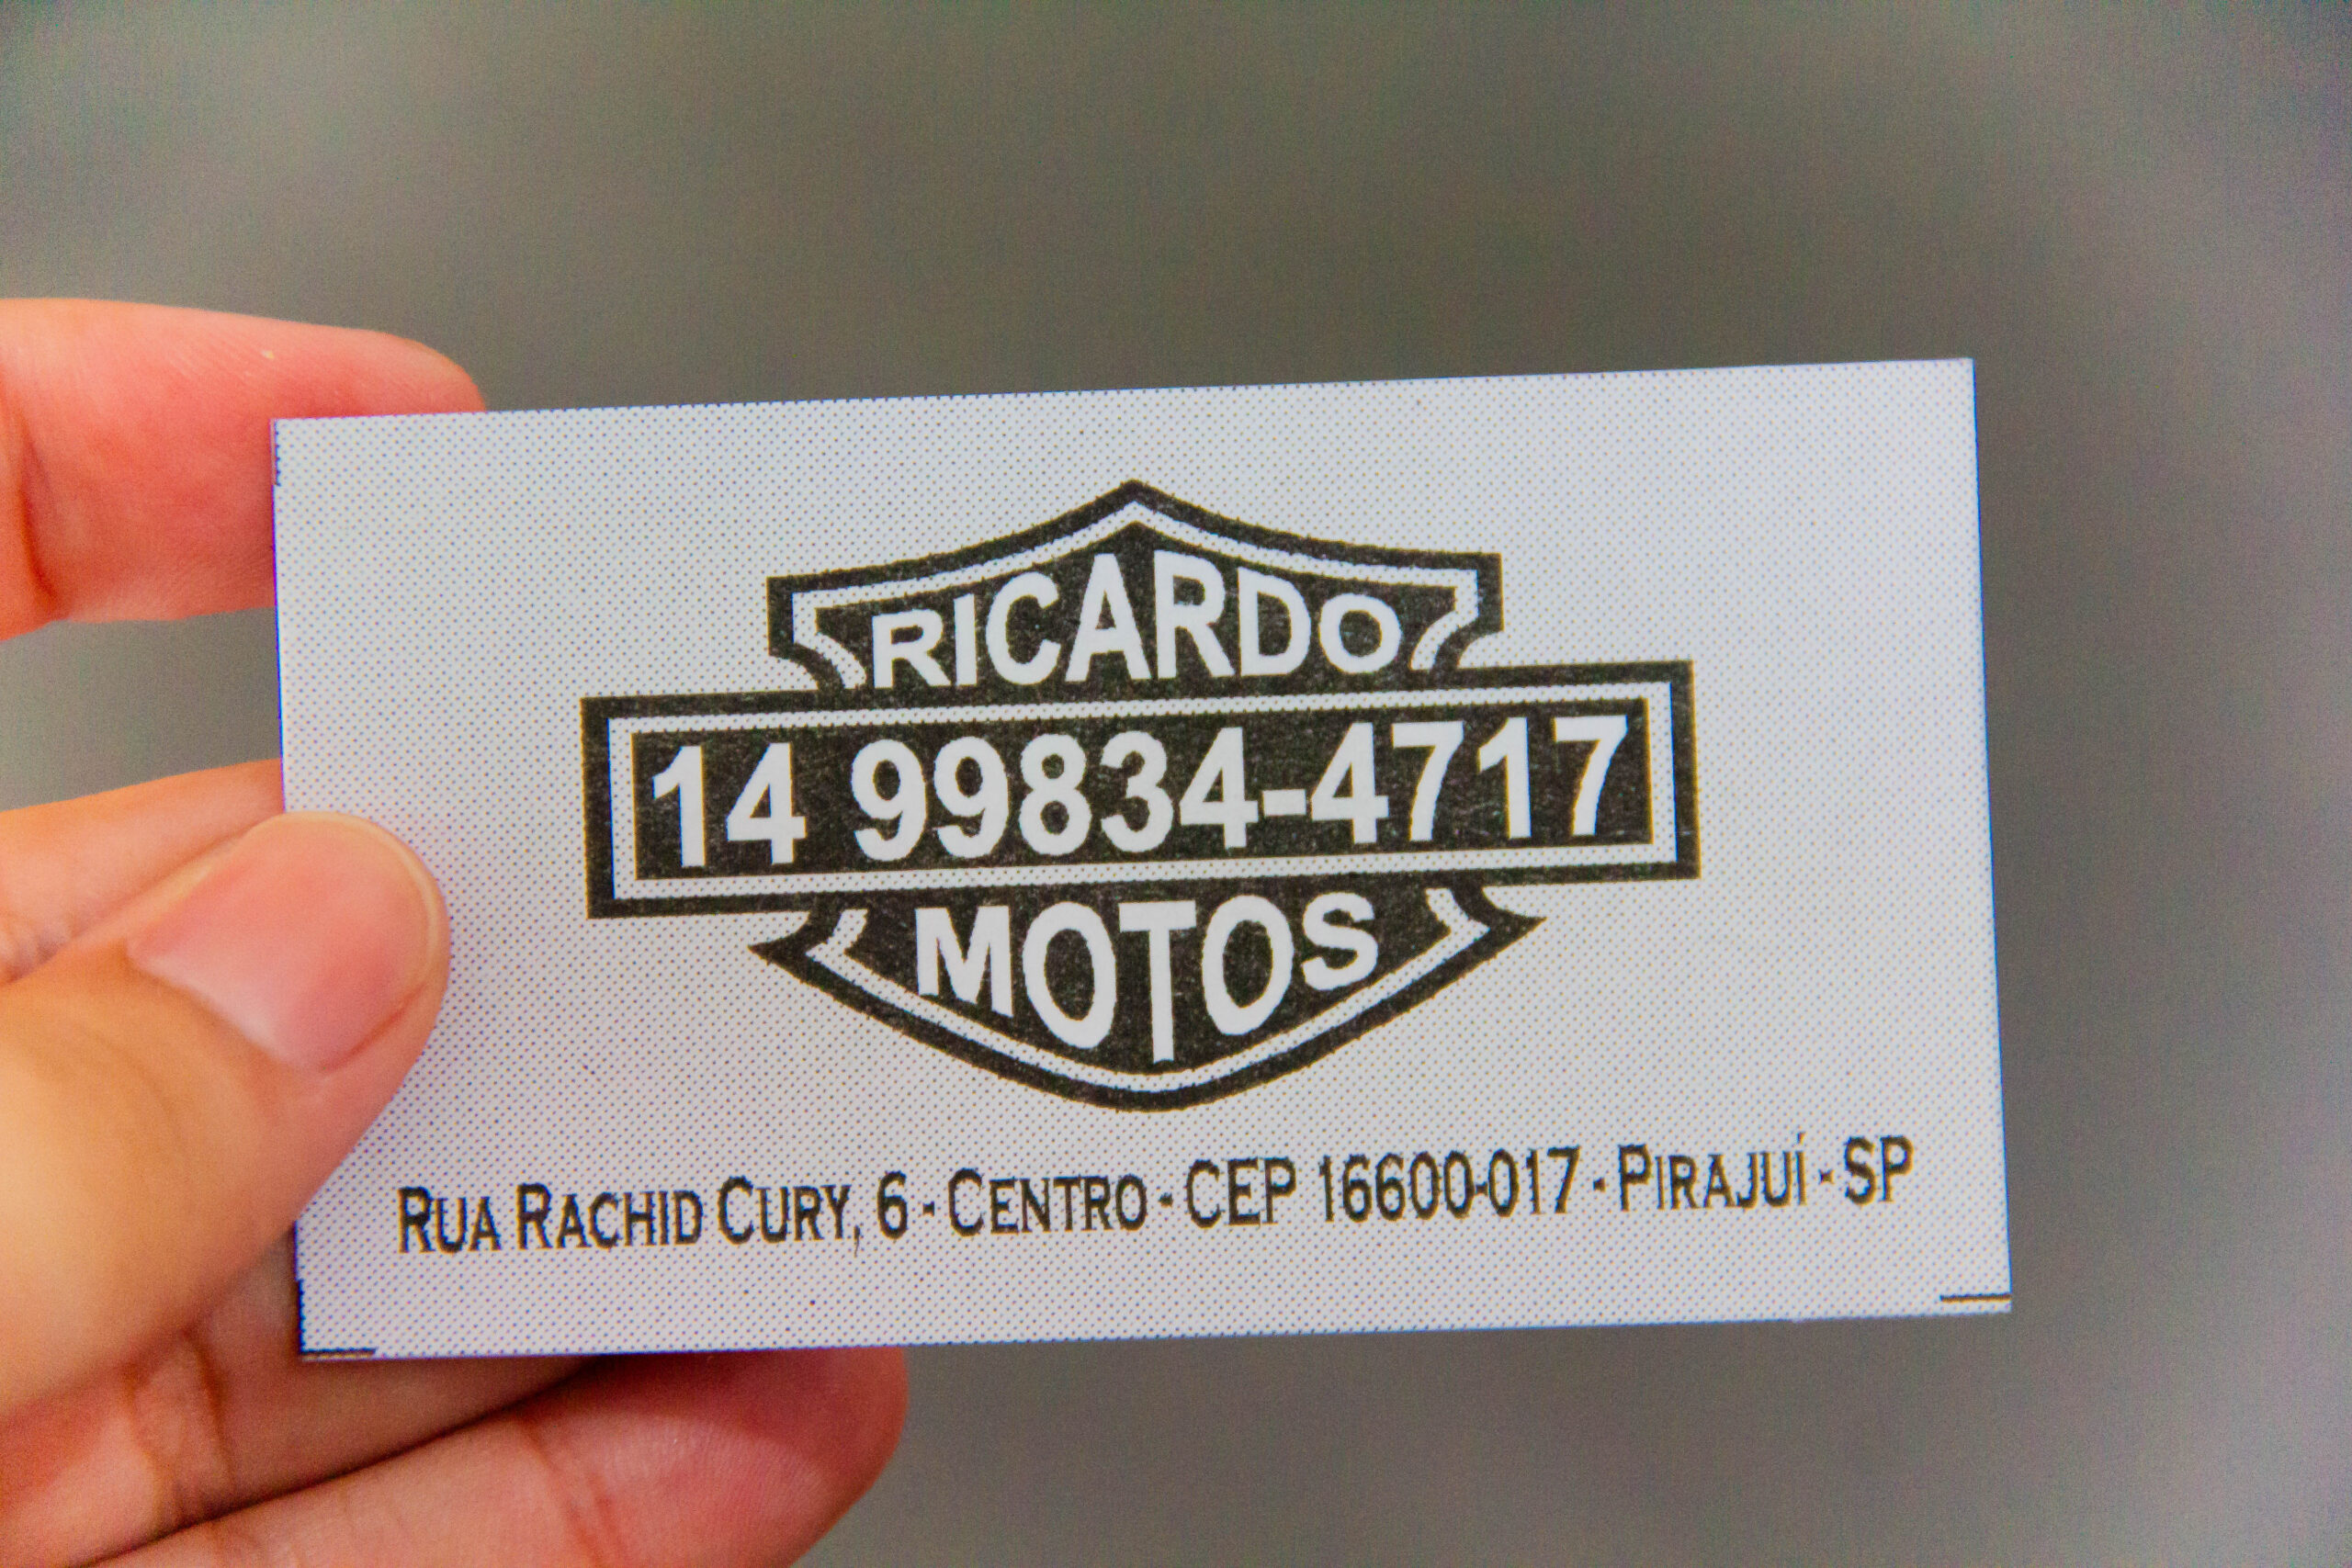 RICARDO
14 99834-4717
MOTOS
RUA RACHID CURY, 6 - CENTRO - CEP 16600-017 - PIRAJUÍ - SP